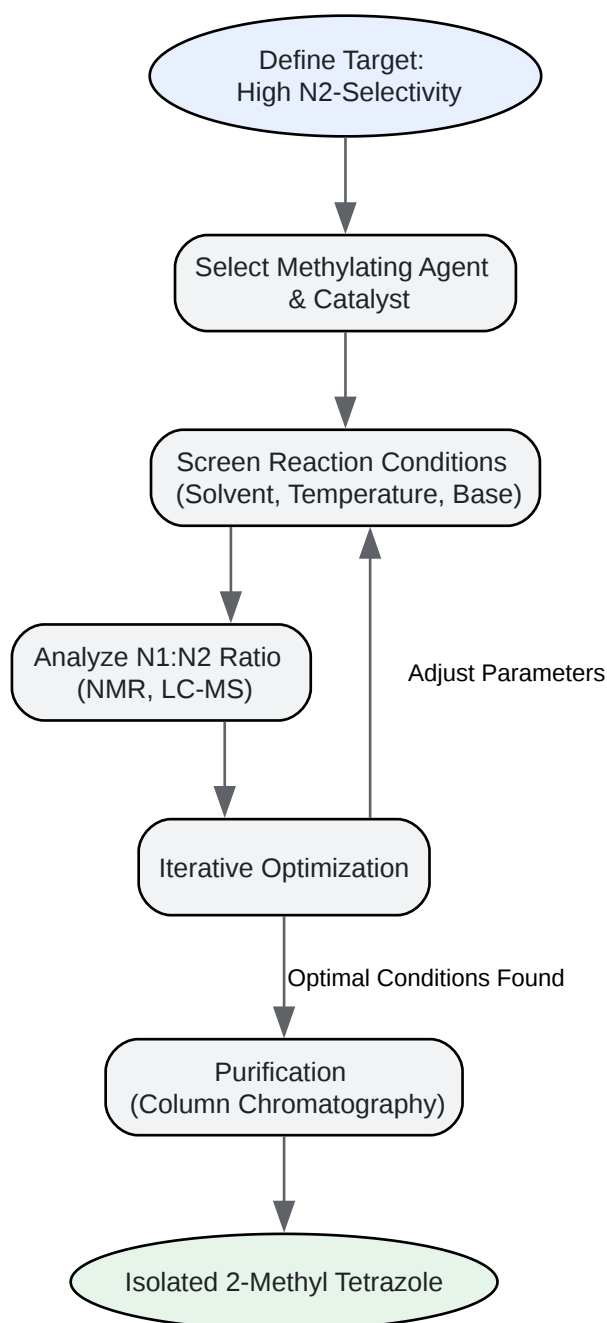 Define Target:
High N2-Selectivity
Select Methylating Agent
& Catalyst
Screen Reaction Conditions
(Solvent, Temperature, Base)
Analyze N1:N2 Ratio
(NMR, LC-MS)
Adjust Parameters
Iterative Optimization
Optimal Conditions Found
Purification
(Column Chromatography)
Isolated 2-Methyl Tetrazole